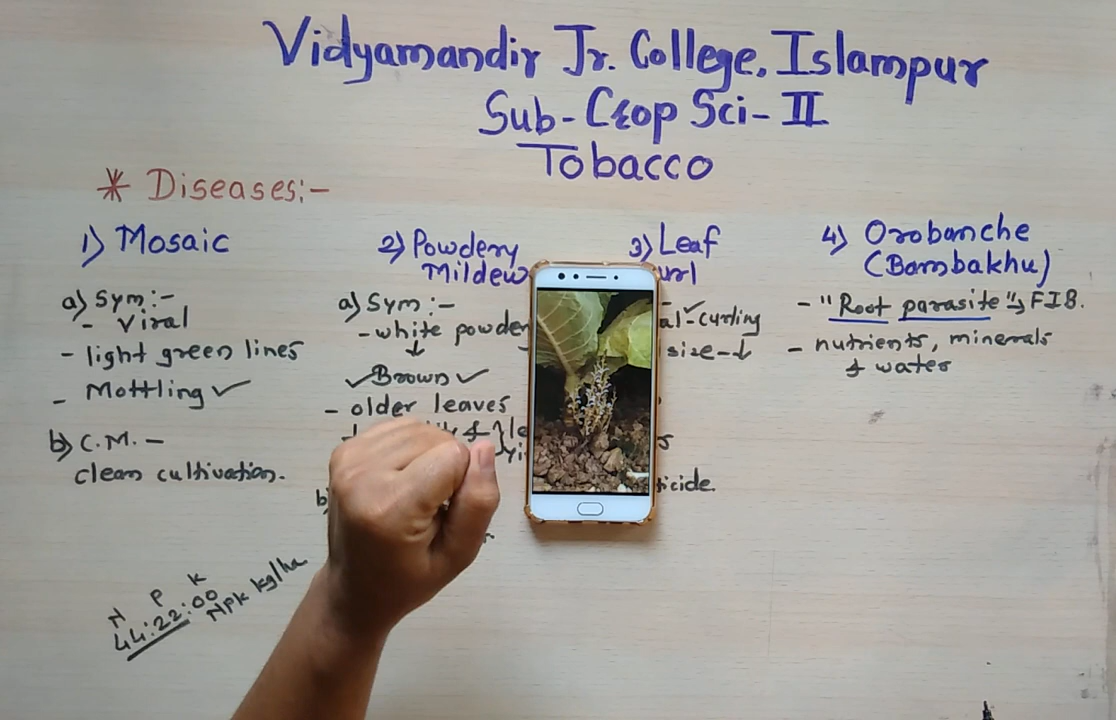 Vidyamandir Jr. College, Islampur
Sub- Crop Sci- II
Tobacco
* Diseases:-
1) Mosaic
a) Sym:-
- Viral
- light green lines
- Mottling ✓
b) C.M. -
clean cultivation.
2) Powdery
Mildew
a) Sym:-
- white powder
↓
✓Brown✓
- older leaves
b)
3) Leaf
- size-↓
4) Orobanche
(Bambakhu)
- "Root parasite" FIB.
- nutrients, minerals
& water
N P K
44:22:00
NPK kg/ha